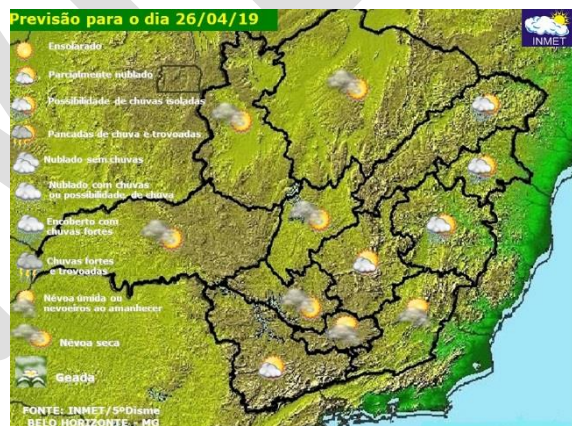 Previsão para o dia 26/04/19
INMET
Ensolarado
Parcialmente nublado
Possibilidade de chuvas isoladas
Pancadas de chuva e trovoadas
Nublado sem chuvas
Nublado com chuvas
ou possibilidade de chuva
Encoberto com
chuvas fortes
Chuvas fortes
e trovoadas
Névoa úmida ou
nevoeiros ao amanhecer
Névoa seca
Geada
FONTE: INMET/5ºDisme
BELO HORIZONTE - MG